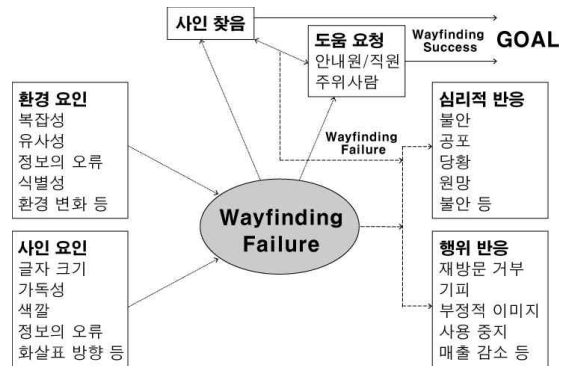 사인 찾음
도움 요청
안내원/직원
주위사람
Wayfinding
Success
GOAL
환경 요인
복잡성
유사성
정보의 오류
식별성
환경 변화 등
Wayfinding
Failure
심리적 반응
불안
공포
당황
원망
불안 등
Wayfinding
Failure
사인 요인
글자 크기
가독성
색깔
정보의 오류
화살표 방향 등
행위 반응
재방문 거부
기피
부정적 이미지
사용 중지
매출 감소 등